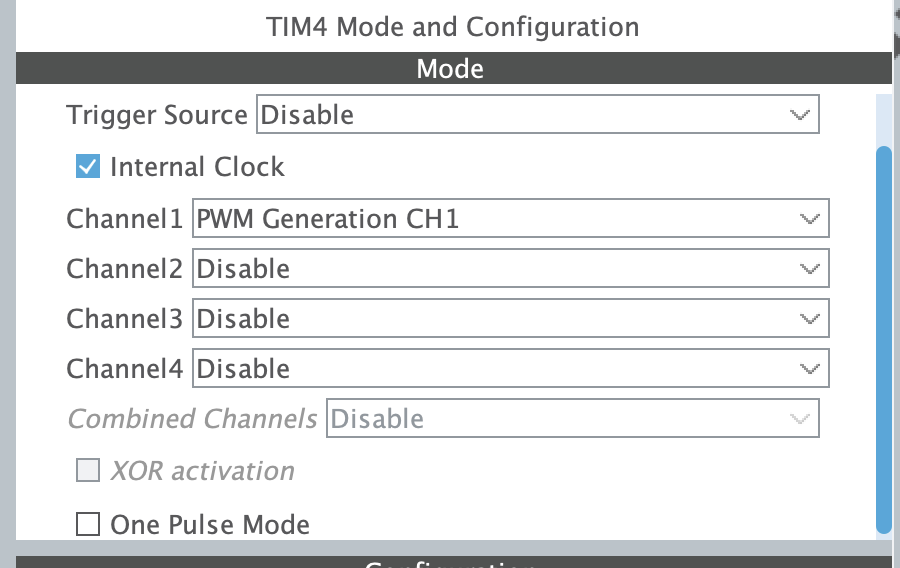 TIM4 Mode and Configuration
Mode
Trigger Source Disable
Internal Clock
Channel1 PWM Generation CH1
Channel2 Disable
Channel3 Disable
Channel4 Disable
Combined Channels Disable
XOR activation
One Pulse Mode
Configuration